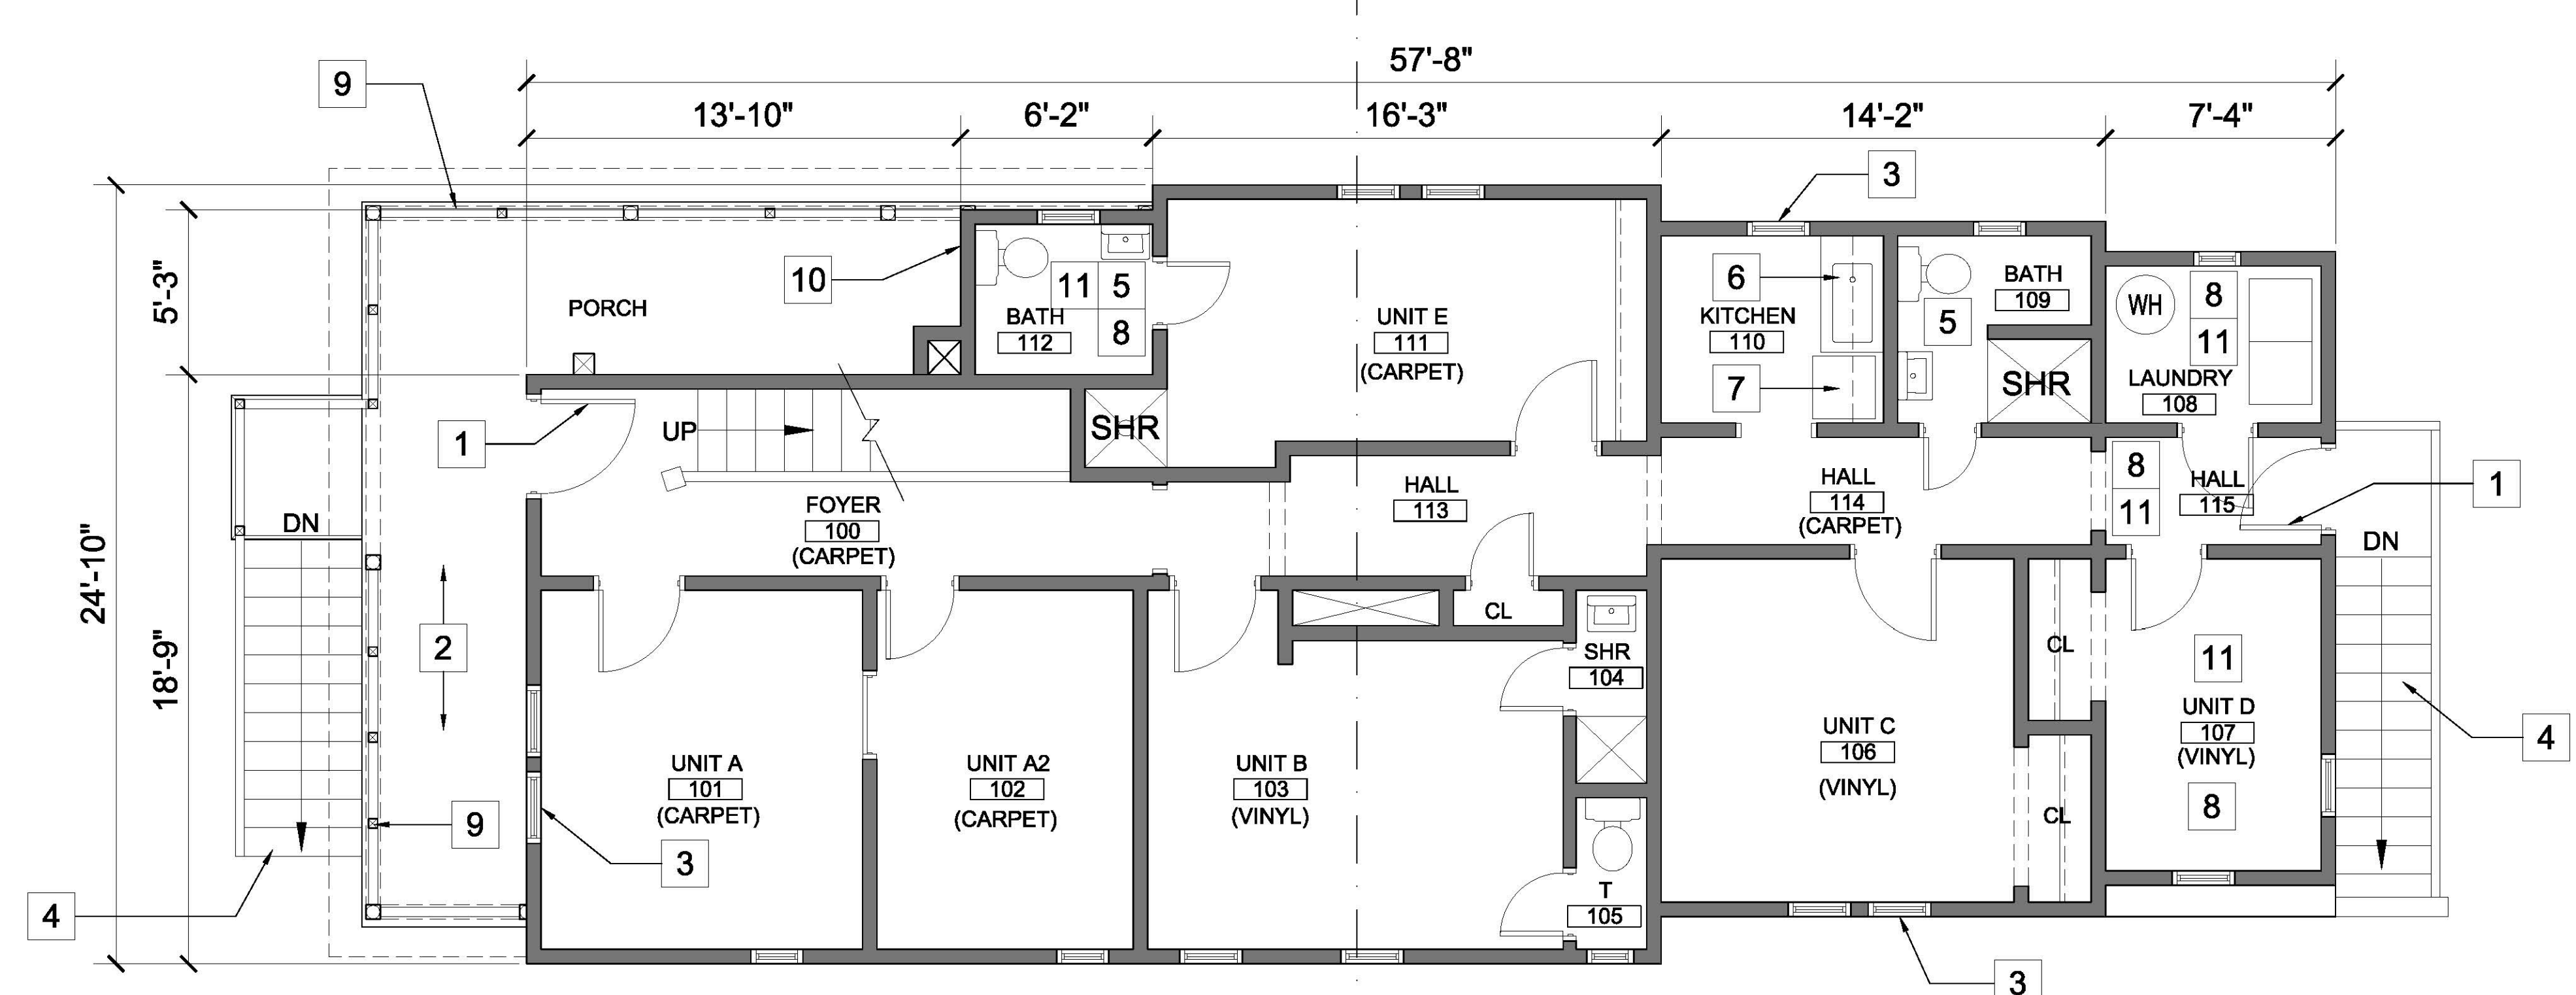 57'-8"
9
13'-10"
6'-2"
16'-3"
14'-2"
7'-4"
3
10
5'-3"
PORCH
11
5
8
BATH
112
UNIT E
111
(CARPET)
6
KITCHEN
110
7
BATH
109
5
SHR
WH
8
11
LAUNDRY
108
1
UP
SHR
FOYER
100
(CARPET)
HALL
113
HALL
114
(CARPET)
8
11
HALL
115
1
DN
DN
24'-10"
18'-9"
2
9
4
UNIT A
101
(CARPET)
3
UNIT A2
102
(CARPET)
UNIT B
103
(VINYL)
CL
SHR
104
T
105
UNIT C
106
(VINYL)
CL
CL
11
UNIT D
107
(VINYL)
8
4
3